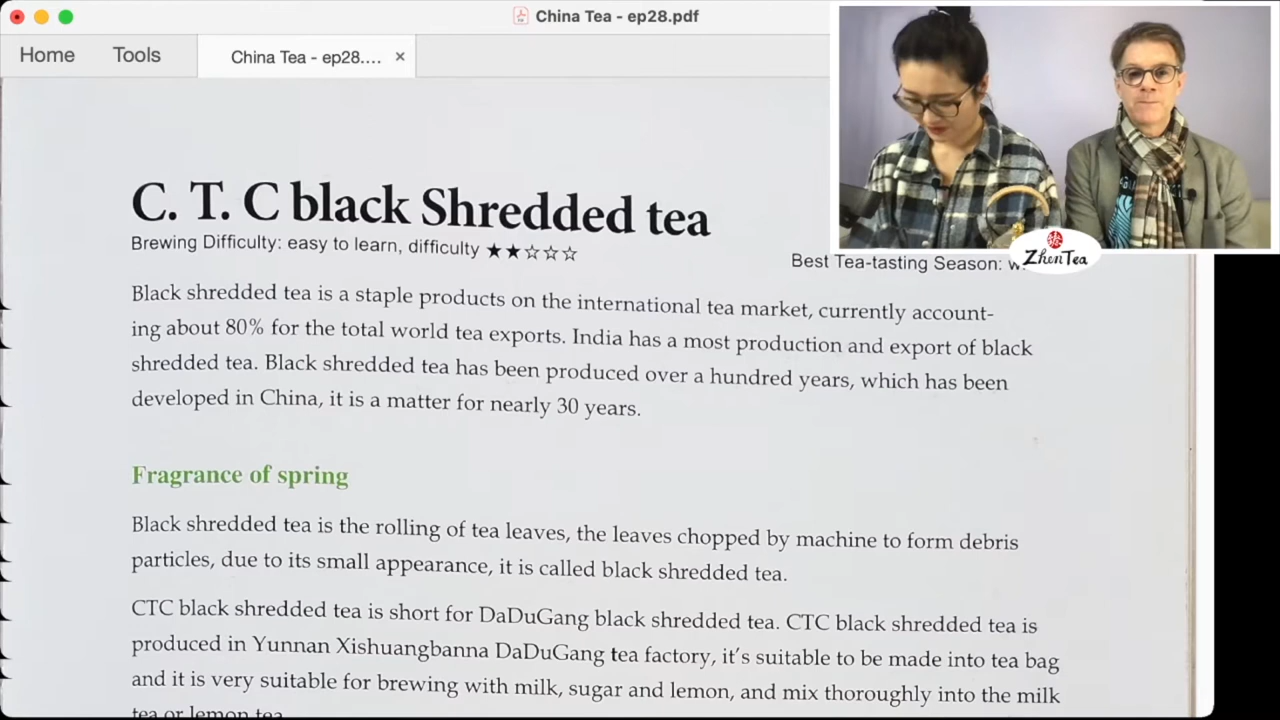 China Tea - ep28.pdf
Home
Tools
China Tea - ep28....
C. T. C black Shredded tea
Brewing Difficulty: easy to learn, difficulty ★★☆☆☆
Best Tea-tasting Season:
ZhenTea
Black shredded tea is a staple products on the international tea market, currently account-
ing about 80% for the total world tea exports. India has a most production and export of black
shredded tea. Black shredded tea has been produced over a hundred years, which has been
developed in China, it is a matter for nearly 30 years.
Fragrance of spring
Black shredded tea is the rolling of tea leaves, the leaves chopped by machine to form debris
particles, due to its small appearance, it is called black shredded tea.
CTC black shredded tea is short for DaDuGang black shredded tea. CTC black shredded tea is
produced in Yunnan Xishuangbanna DaDuGang tea factory, it's suitable to be made into tea bag
and it is very suitable for brewing with milk, sugar and lemon, and mix thoroughly into the milk
tea or lemon tea